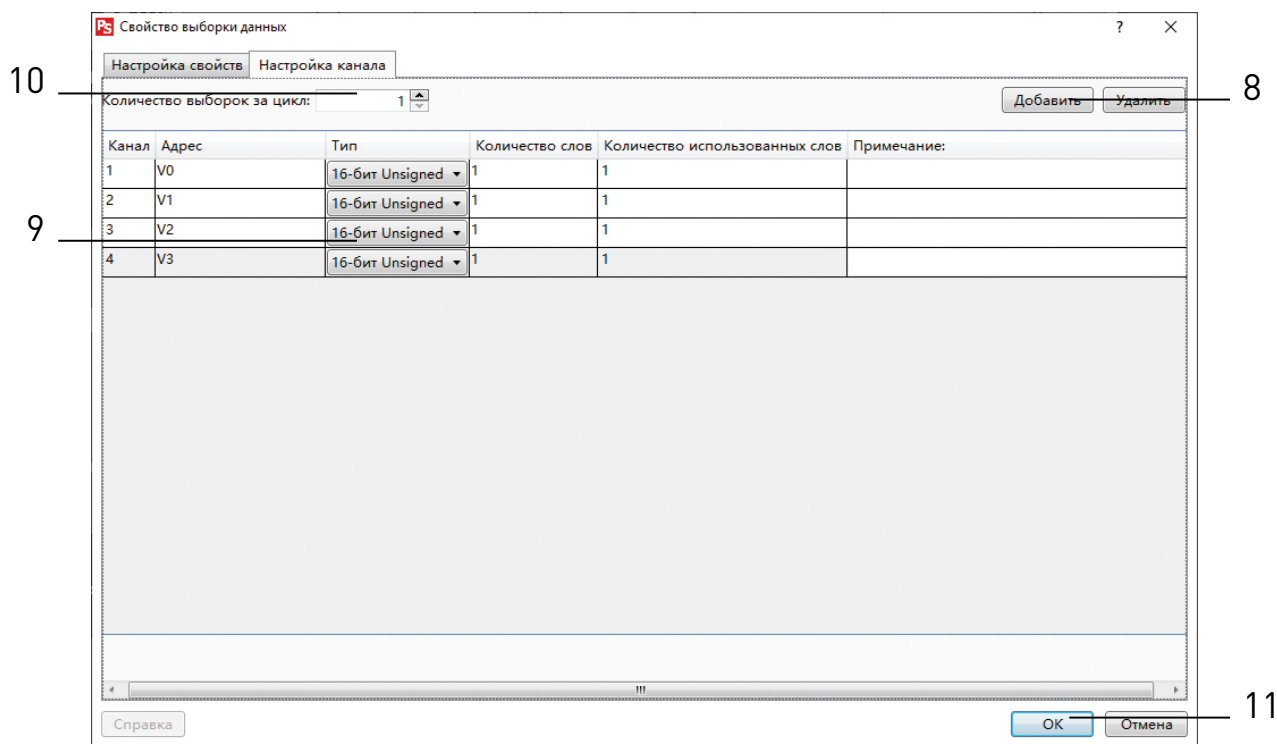 PS Свойство выборки данных ? ×
Настройка свойств Настройка канала
10
Количество выборок за цикл: 1 Добавить Удалить 8
Канал Адрес Тип Количество слов Количество использованных слов Примечание:
1 V0 16-бит Unsigned 1 1
2 V1 16-бит Unsigned 1 1
9 3 V2 16-бит Unsigned 1 1
4 V3 16-бит Unsigned 1 1
Справка OK Отмена 11